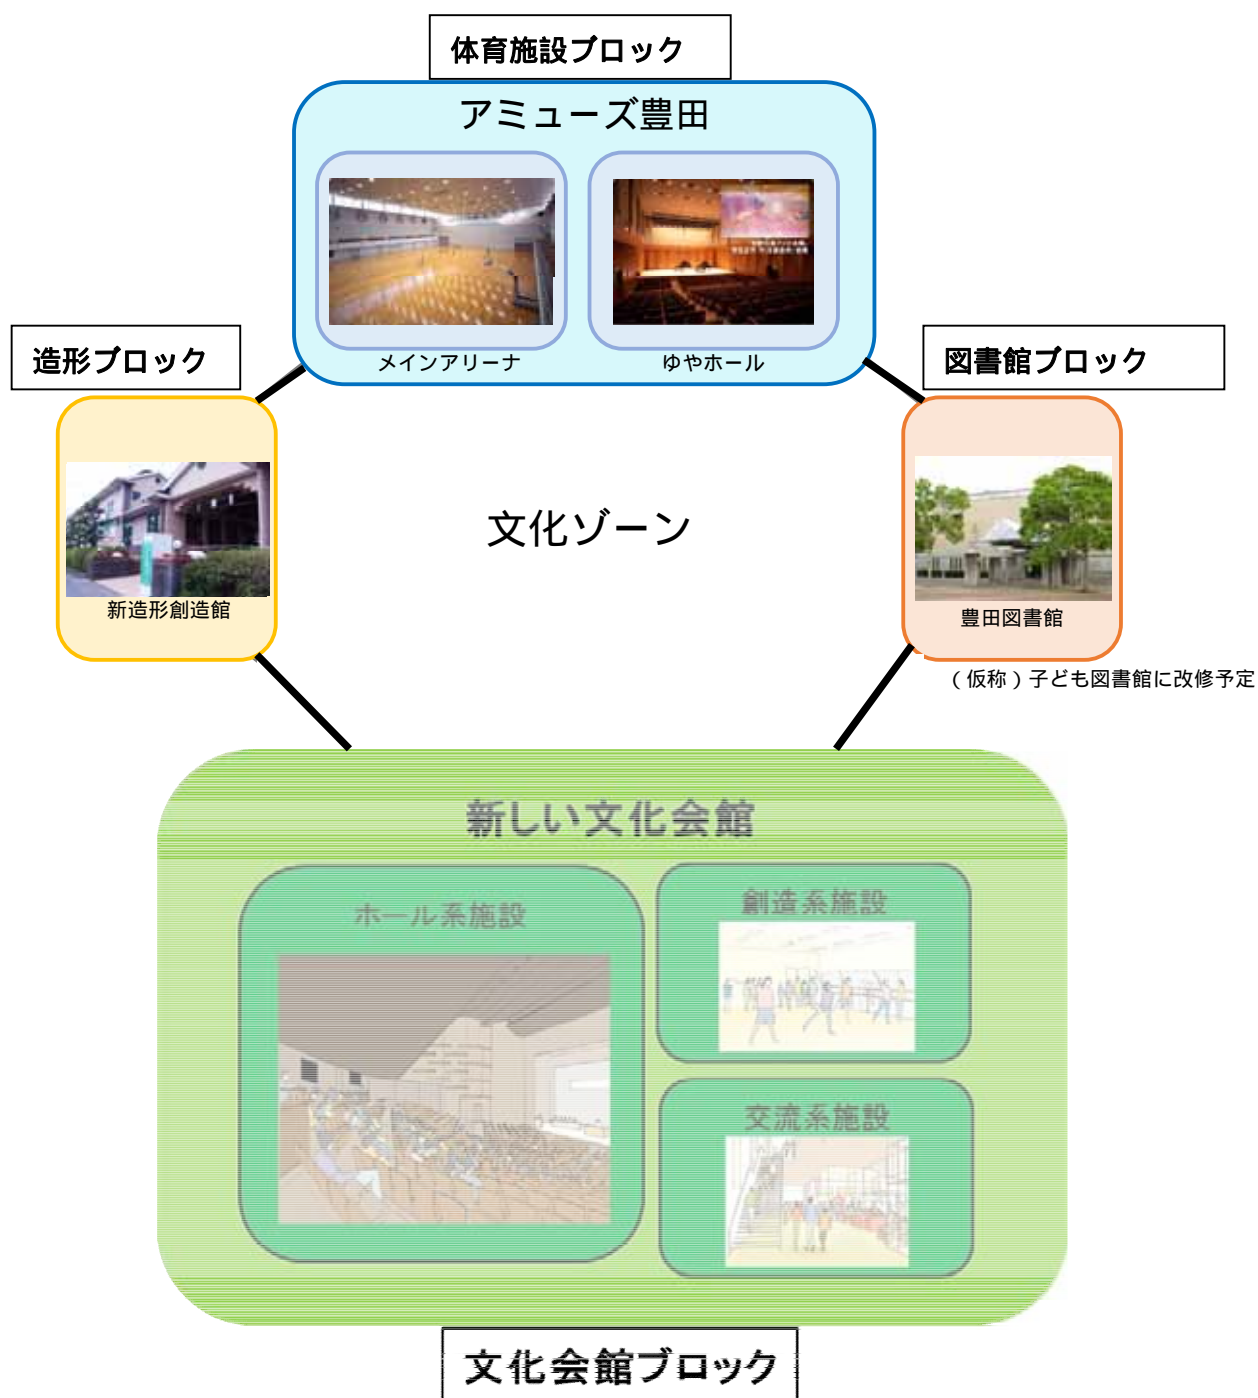 体育施設ブロック
アミューズ豊田
メインアリーナ
ゆやホール
造形ブロック
図書館ブロック
新造形創造館
文化ゾーン
豊田図書館
(仮称)子ども図書館に改修予定
新しい文化会館
ホール系施設
創造系施設
交流系施設
文化会館ブロック